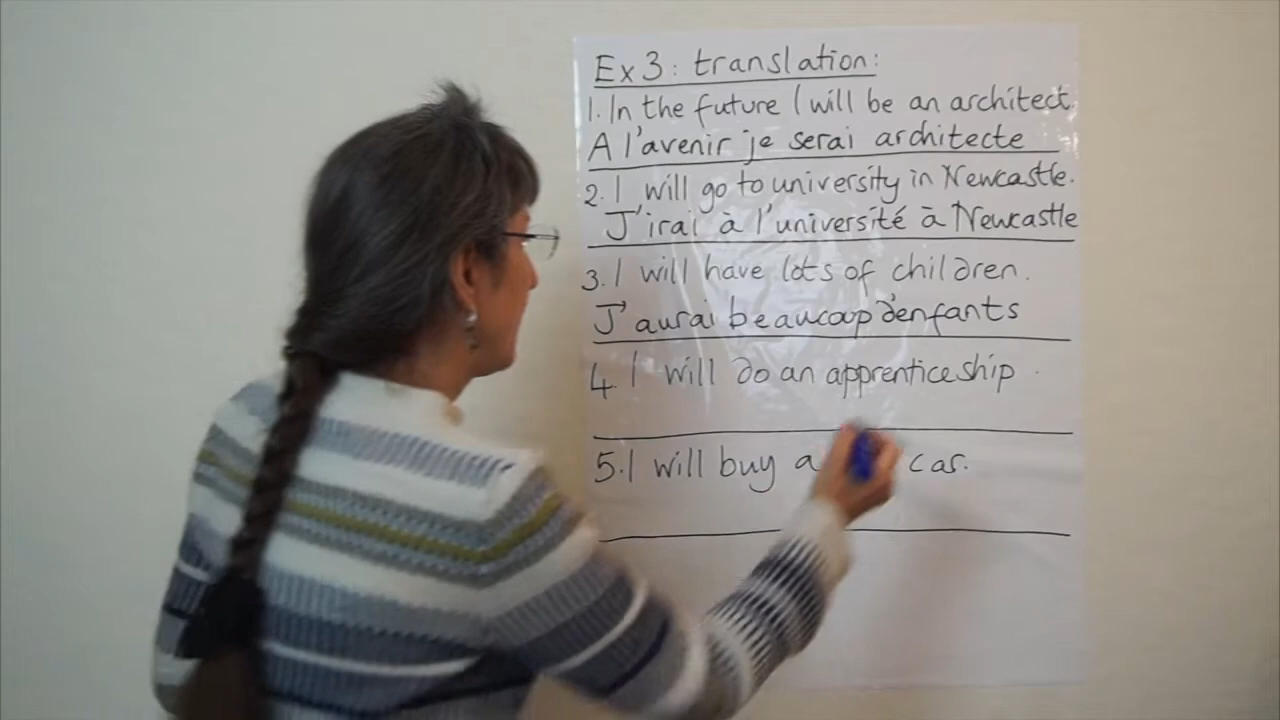 Ex 3: translation:
1. In the future I will be an architect.
A l'avenir je serai architecte
2. I will go to university in Newcastle.
J'irai à l'université à Newcastle
3. I will have lots of children.
J'aurai beaucoup d'enfants
4. I will do an apprenticeship.
5. I will buy a car.